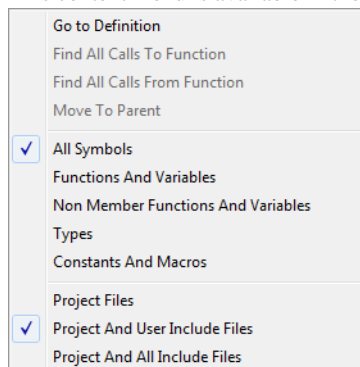 Go to Definition
Find All Calls To Function
Find All Calls From Function
Move To Parent
All Symbols
Functions And Variables
Non Member Functions And Variables
Types
Constants And Macros
Project Files
Project And User Include Files
Project And All Include Files